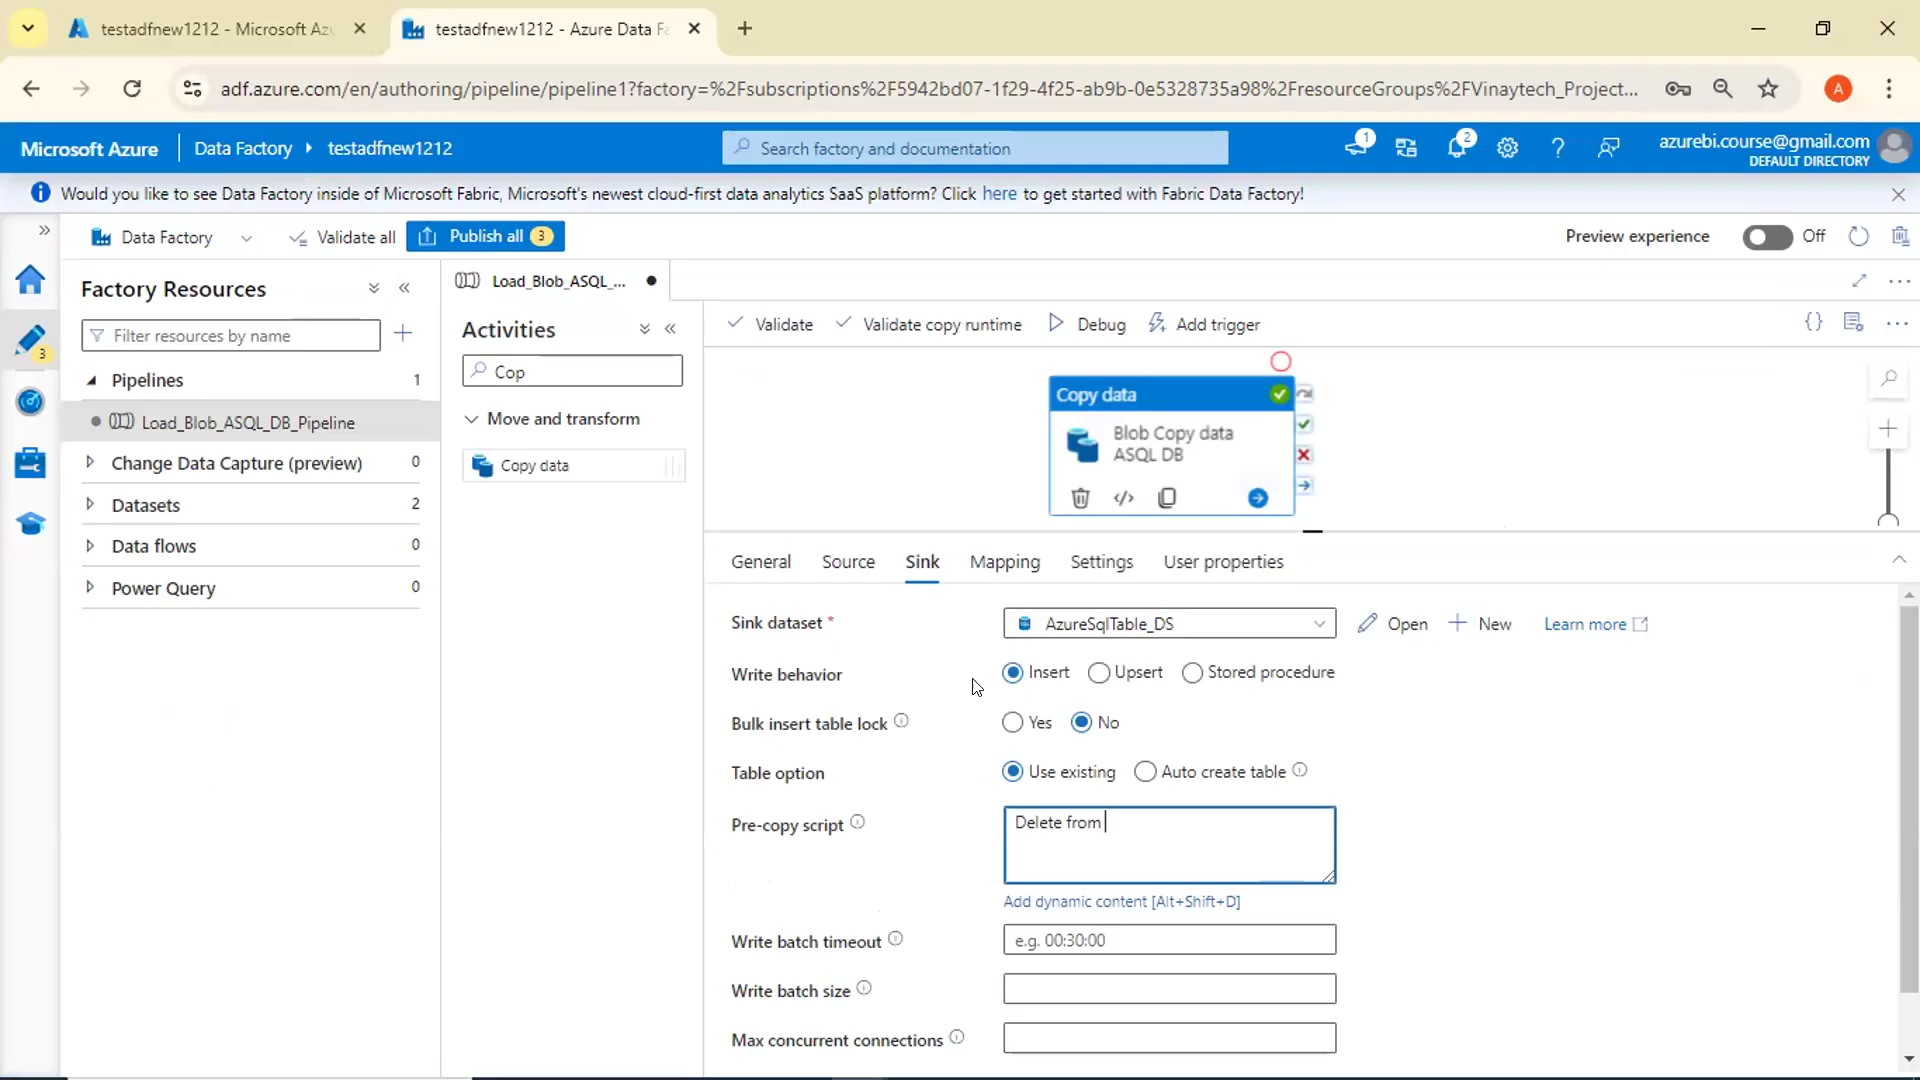 testadfnew1212 - Microsoft Az
testadfnew1212 - Azure Data F
adf.azure.com/en/authoring/pipeline/pipeline1?factory=%2Fsubscriptions%2F5942bd07-1f29-4f25-ab9b-0e5328735a98%2FresourceGroups%2FVinaytech_Project...
A
Microsoft Azure
Data Factory
testadfnew1212
Search factory and documentation
1
2
azurebi.course@gmail.com
DEFAULT DIRECTORY
Would you like to see Data Factory inside of Microsoft Fabric, Microsoft's newest cloud-first data analytics SaaS platform? Click here to get started with Fabric Data Factory!
Data Factory
Validate all
Publish all 3
Preview experience
Off
3
Factory Resources
Filter resources by name
Pipelines 1
Load_Blob_ASQL_DB_Pipeline
Change Data Capture (preview) 0
Datasets 2
Data flows 0
Power Query 0
Load_Blob_ASQL_...
Activities
Cop
Move and transform
Copy data
Validate
Validate copy runtime
Debug
Add trigger
Copy data
Blob Copy data
ASQL DB
General
Source
Sink
Mapping
Settings
User properties
Sink dataset *
AzureSqlTable_DS
Open
New
Learn more
Write behavior
Insert
Upsert
Stored procedure
Bulk insert table lock
Yes
No
Table option
Use existing
Auto create table
Pre-copy script
Delete from
Add dynamic content [Alt+Shift+D]
Write batch timeout
e.g. 00:30:00
Write batch size
Max concurrent connections